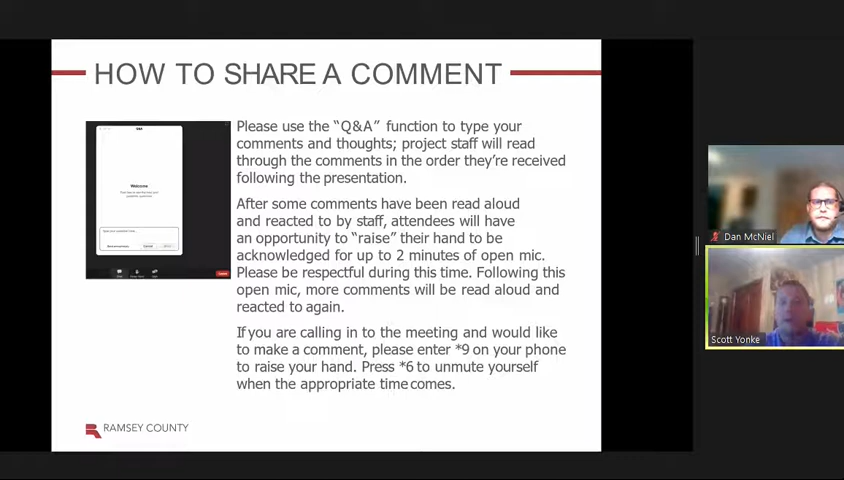 HOW TO SHARE A COMMENT
Please use the “Q&A” function to type your
comments and thoughts; project staff will read
through the comments in the order they’re received
following the presentation.
After some comments have been read aloud
and reacted to by staff, attendees will have
an opportunity to “raise” their hand to be
acknowledged for up to 2 minutes of open mic.
Please be respectful during this time. Following this
open mic, more comments will be read aloud and
reacted to again.
If you are calling in to the meeting and would like
to make a comment, please enter *9 on your phone
to raise your hand. Press *6 to unmute yourself
when the appropriate time comes.
Welcome
RAMSEY COUNTY
Dan McNiel
Scott Yonke